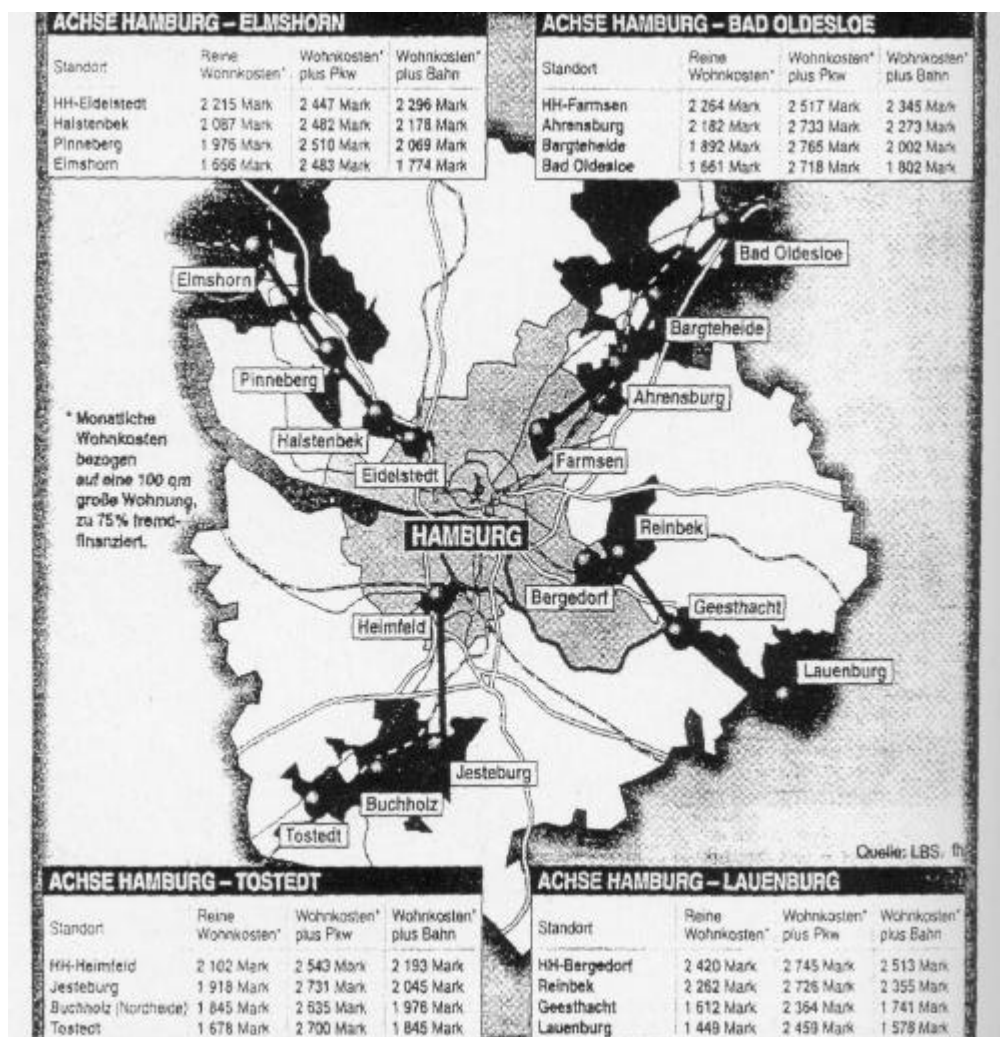 ACHSE HAMBURG – ELMSHORN
Standort Reine Wohnkosten* Wohnkosten* plus Pkw Wohnkosten* plus Bahn
HH-Eidelstedt 2 215 Mark 2 447 Mark 2 296 Mark
Halstenbek 2 087 Mark 2 482 Mark 2 178 Mark
Pinneberg 1 976 Mark 2 510 Mark 2 069 Mark
Elmshorn 1 656 Mark 2 483 Mark 1 774 Mark
ACHSE HAMBURG – BAD OLDESLOE
Standort Reine Wohnkosten* Wohnkosten* plus Pkw Wohnkosten* plus Bahn
HH-Farmsen 2 264 Mark 2 517 Mark 2 345 Mark
Ahrensburg 2 182 Mark 2 733 Mark 2 273 Mark
Bargteheide 1 892 Mark 2 765 Mark 2 002 Mark
Bad Oldesloe 1 661 Mark 2 718 Mark 1 802 Mark
Bad Oldesloe
Elmshorn
Bargteheide
Pinneberg
Ahrensburg
* Monatliche
Wohnkosten
bezogen
auf eine 100 qm
große Wohnung,
zu 75% fremd-
finanziert.
Halstenbek
Eidelstedt
Farmsen
HAMBURG
Reinbek
Bergedorf
Geesthacht
Heimfeld
Lauenburg
Jesteburg
Buchholz
Tostedt
Quelle: LBS, fh
ACHSE HAMBURG – TOSTEDT
Standort Reine Wohnkosten* Wohnkosten* plus Pkw Wohnkosten* plus Bahn
HH-Heimfeld 2 102 Mark 2 543 Mark 2 193 Mark
Jesteburg 1 918 Mark 2 731 Mark 2 045 Mark
Buchholz (Nordheide) 1 845 Mark 2 635 Mark 1 976 Mark
Tostedt 1 678 Mark 2 700 Mark 1 845 Mark
ACHSE HAMBURG – LAUENBURG
Standort Reine Wohnkosten* Wohnkosten* plus Pkw Wohnkosten* plus Bahn
HH-Bergedorf 2 420 Mark 2 745 Mark 2 513 Mark
Reinbek 2 262 Mark 2 726 Mark 2 355 Mark
Geesthacht 1 612 Mark 2 364 Mark 1 741 Mark
Lauenburg 1 449 Mark 2 459 Mark 1 578 Mark